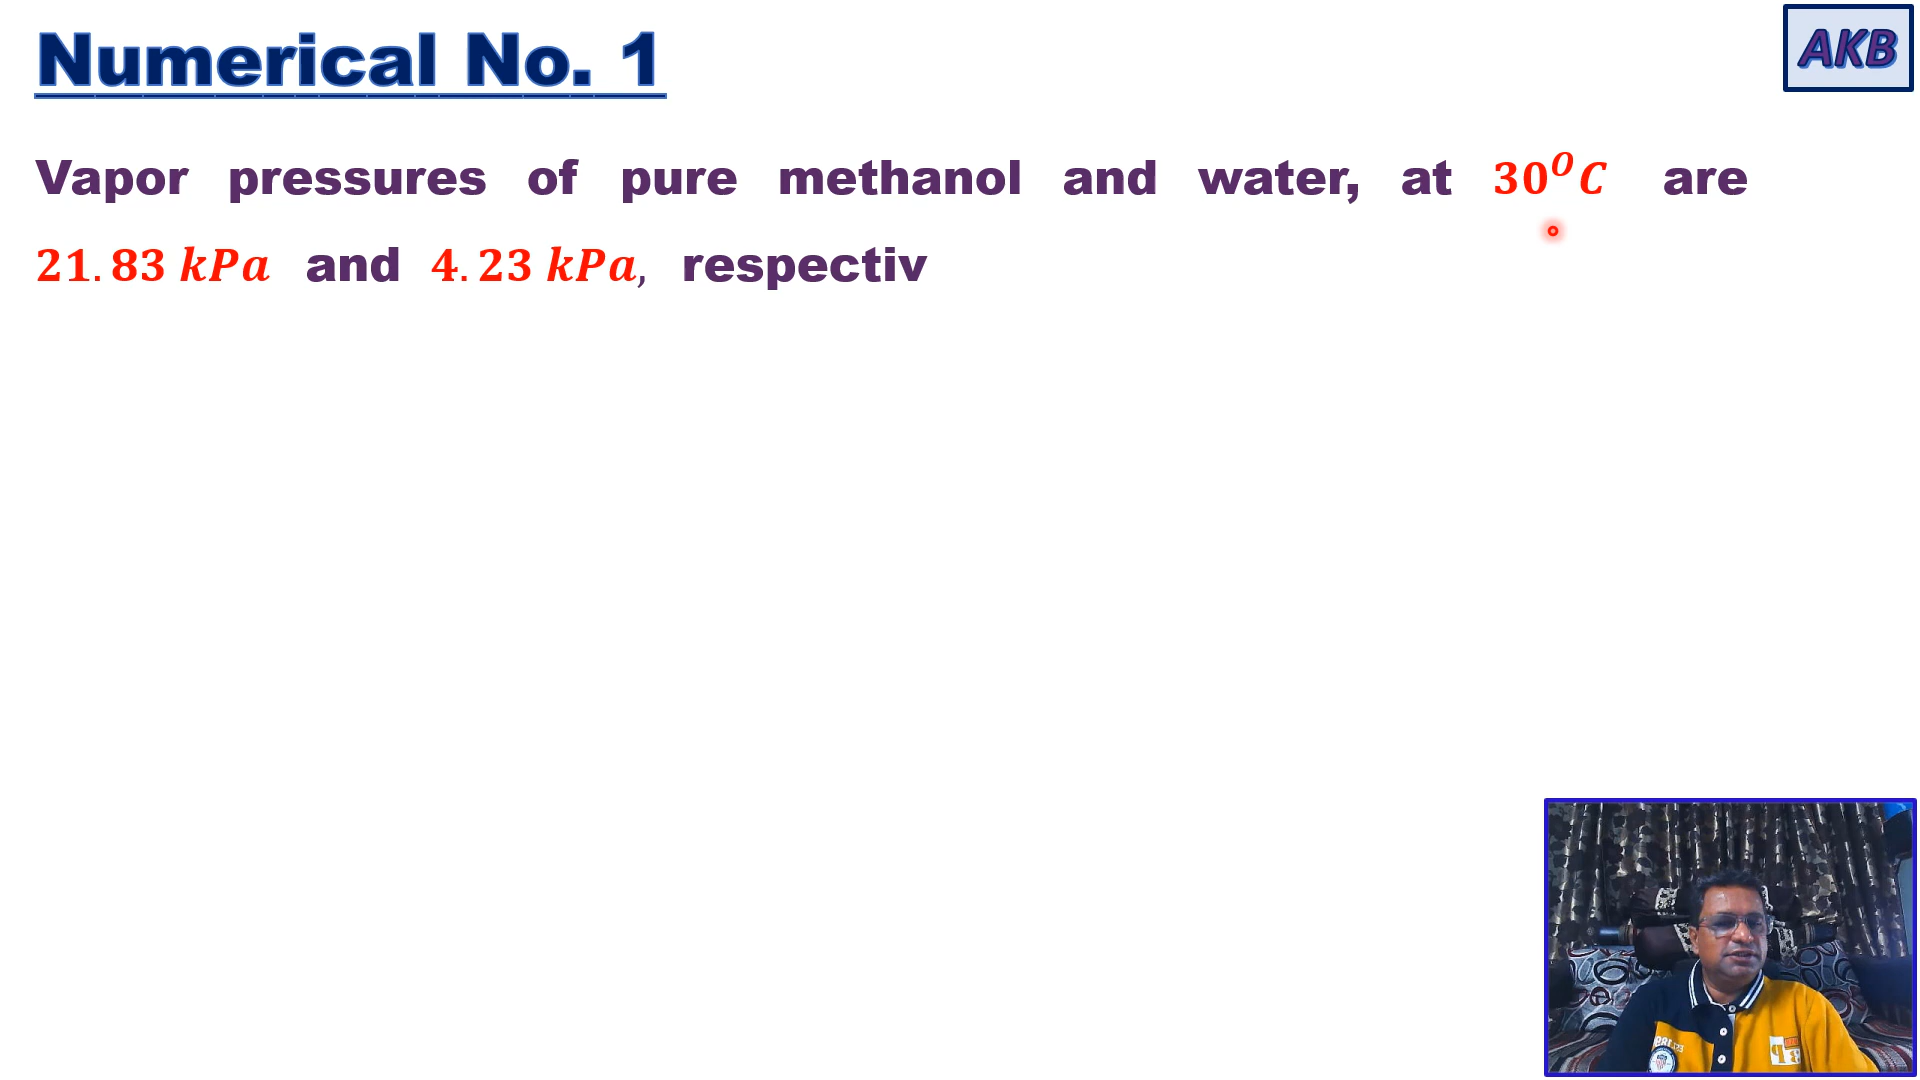 Numerical No. 1
AKB
Vapor pressures of pure methanol and water, at 30°C are
21.83 kPa and 4.23 kPa, respectiv